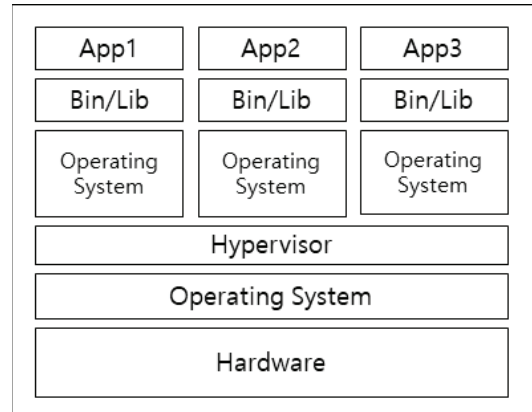 App1 App2 App3
Bin/Lib Bin/Lib Bin/Lib
Operating System Operating System Operating System
Hypervisor
Operating System
Hardware